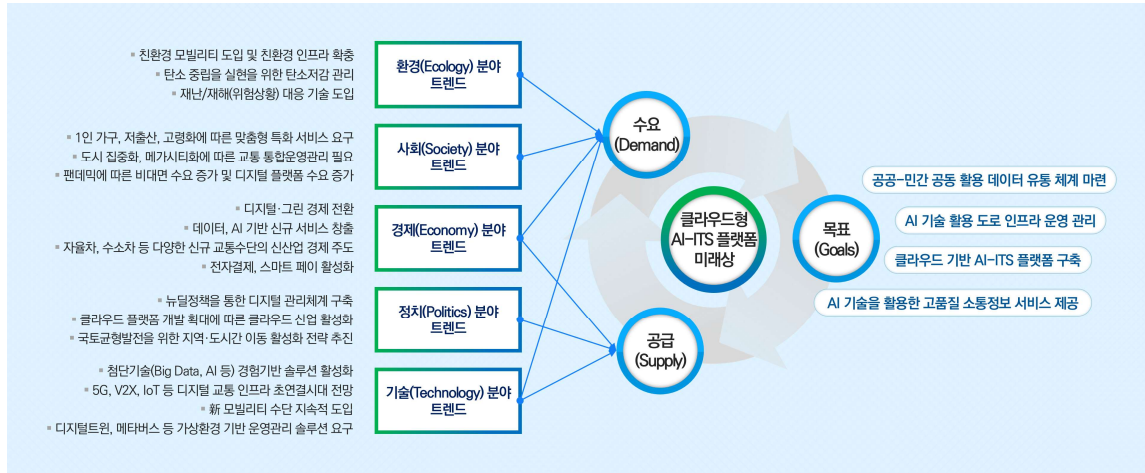 ▪ 친환경 모빌리티 도입 및 친환경 인프라 확충
▪ 탄소 중립을 실현을 위한 탄소저감 관리
▪ 재난/재해(위험상황) 대응 기술 도입
환경(Ecology) 분야
트렌드
▪ 1인 가구, 저출산, 고령화에 따른 맞춤형 특화 서비스 요구
▪ 도시 집중화, 메가시티화에 따른 교통 통합운영관리 필요
▪ 팬데믹에 따른 비대면 수요 증가 및 디지털 플랫폼 수요 증가
사회(Society) 분야
트렌드
▪ 디지털·그린 경제 전환
▪ 데이터, AI 기반 신규 서비스 창출
▪ 자율차, 수소차 등 다양한 신규 교통수단의 신산업 경제 주도
▪ 전자결제, 스마트 페이 활성화
경제(Economy) 분야
트렌드
▪ 뉴딜정책을 통한 디지털 관리체계 구축
▪ 클라우드 플랫폼 개발 확대에 따른 클라우드 신업 활성화
▪ 국토균형발전을 위한 지역·도시간 이동 활성화 전략 추진
정치(Politics) 분야
트렌드
▪ 첨단기술(Big Data, AI 등) 경험기반 솔루션 활성화
▪ 5G, V2X, IoT 등 디지털 교통 인프라 초연결시대 전망
▪ 新 모빌리티 수단 지속적 도입
▪ 디지털트윈, 메타버스 등 가상환경 기반 운영관리 솔루션 요구
기술(Technology) 분야
트렌드
수요
(Demand)
공급
(Supply)
클라우드형
AI-ITS 플랫폼
미래상
목표
(Goals)
공공-민간 공동 활용 데이터 유통 체계 마련
AI 기술 활용 도로 인프라 운영 관리
클라우드 기반 AI-ITS 플랫폼 구축
AI 기술을 활용한 고품질 소통정보 서비스 제공